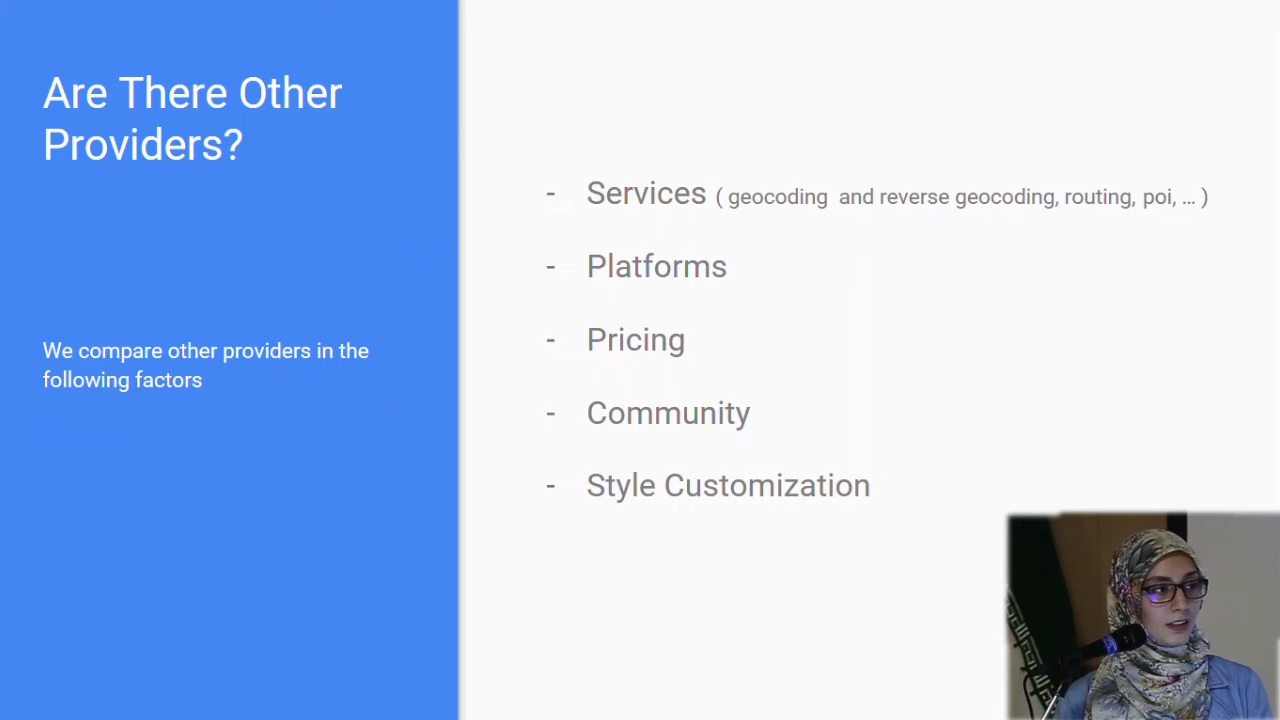 Are There Other
Providers?
We compare other providers in the
following factors
- Services ( geocoding and reverse geocoding, routing, poi, ... )
- Platforms
- Pricing
- Community
- Style Customization